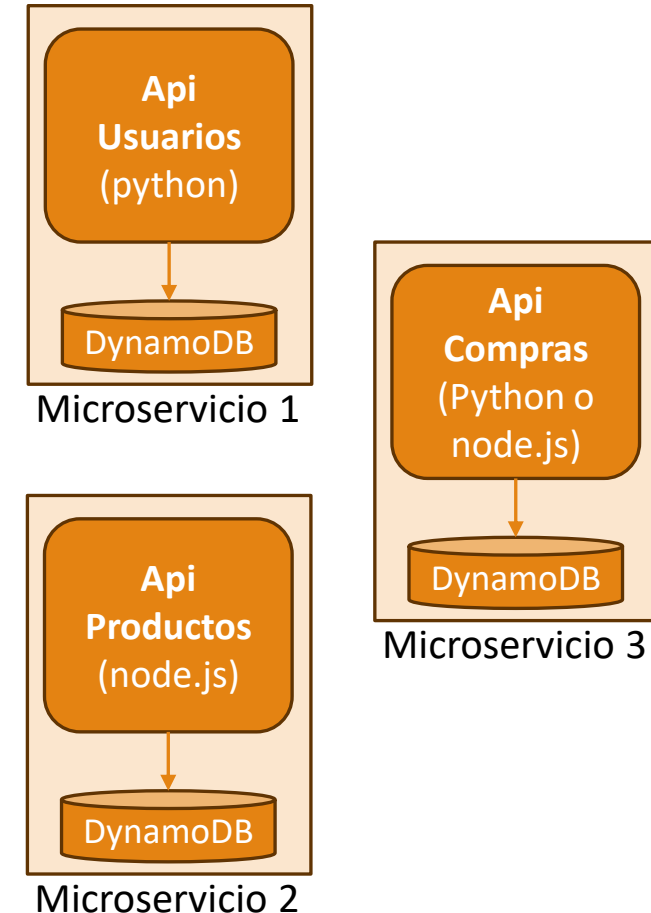 Api
Usuarios
(python)
DynamoDB
Microservicio 1
Api
Productos
(node.js)
DynamoDB
Microservicio 2
Api
Compras
(Python o
node.js)
DynamoDB
Microservicio 3